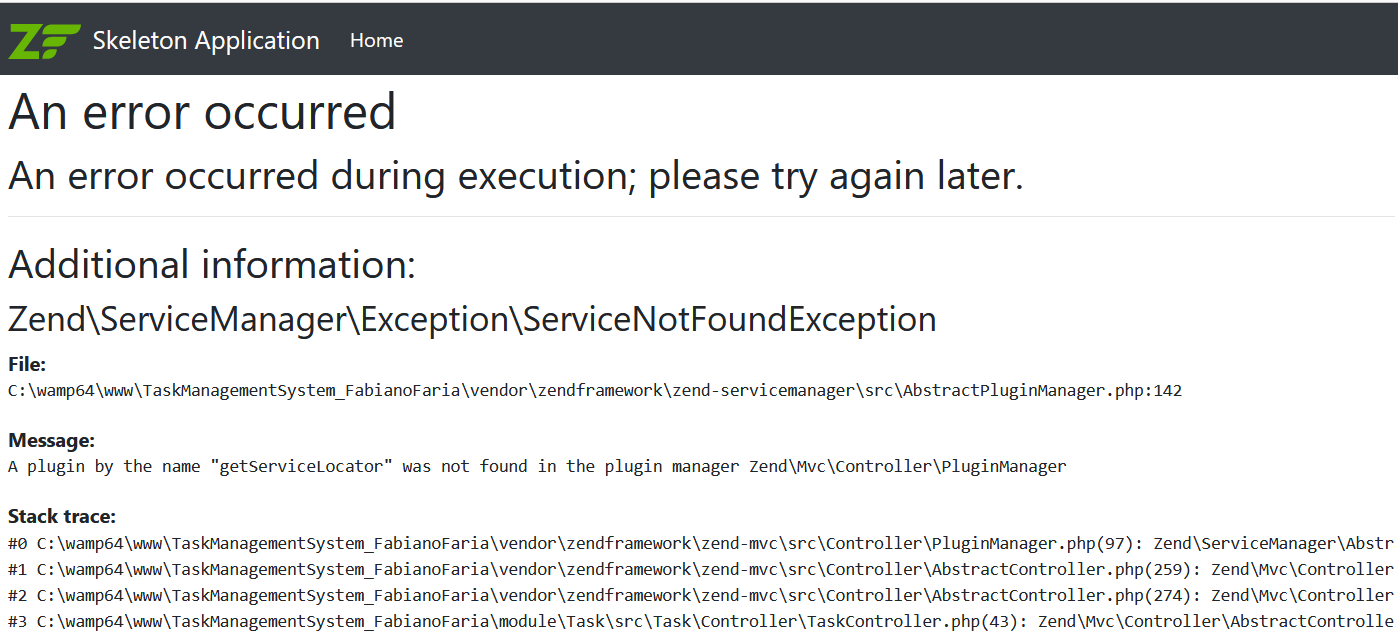 ZF Skeleton Application Home
An error occurred
An error occurred during execution; please try again later.
Additional information:
Zend\ServiceManager\Exception\ServiceNotFoundException
File:
C:\wamp64\www\TaskManagementSystem_FabianoFaria\vendor\zendframework\zend-servicemanager\src\AbstractPluginManager.php:142
Message:
A plugin by the name "getServiceLocator" was not found in the plugin manager Zend\Mvc\Controller\PluginManager
Stack trace:
#0 C:\wamp64\www\TaskManagementSystem_FabianoFaria\vendor\zendframework\zend-mvc\src\Controller\PluginManager.php(97): Zend\ServiceManager\Abstr
#1 C:\wamp64\www\TaskManagementSystem_FabianoFaria\vendor\zendframework\zend-mvc\src\Controller\AbstractController.php(259): Zend\Mvc\Controller
#2 C:\wamp64\www\TaskManagementSystem_FabianoFaria\vendor\zendframework\zend-mvc\src\Controller\AbstractController.php(274): Zend\Mvc\Controller
#3 C:\wamp64\www\TaskManagementSystem_FabianoFaria\module\Task\src\Task\Controller\TaskController.php(43): Zend\Mvc\Controller\AbstractControlle